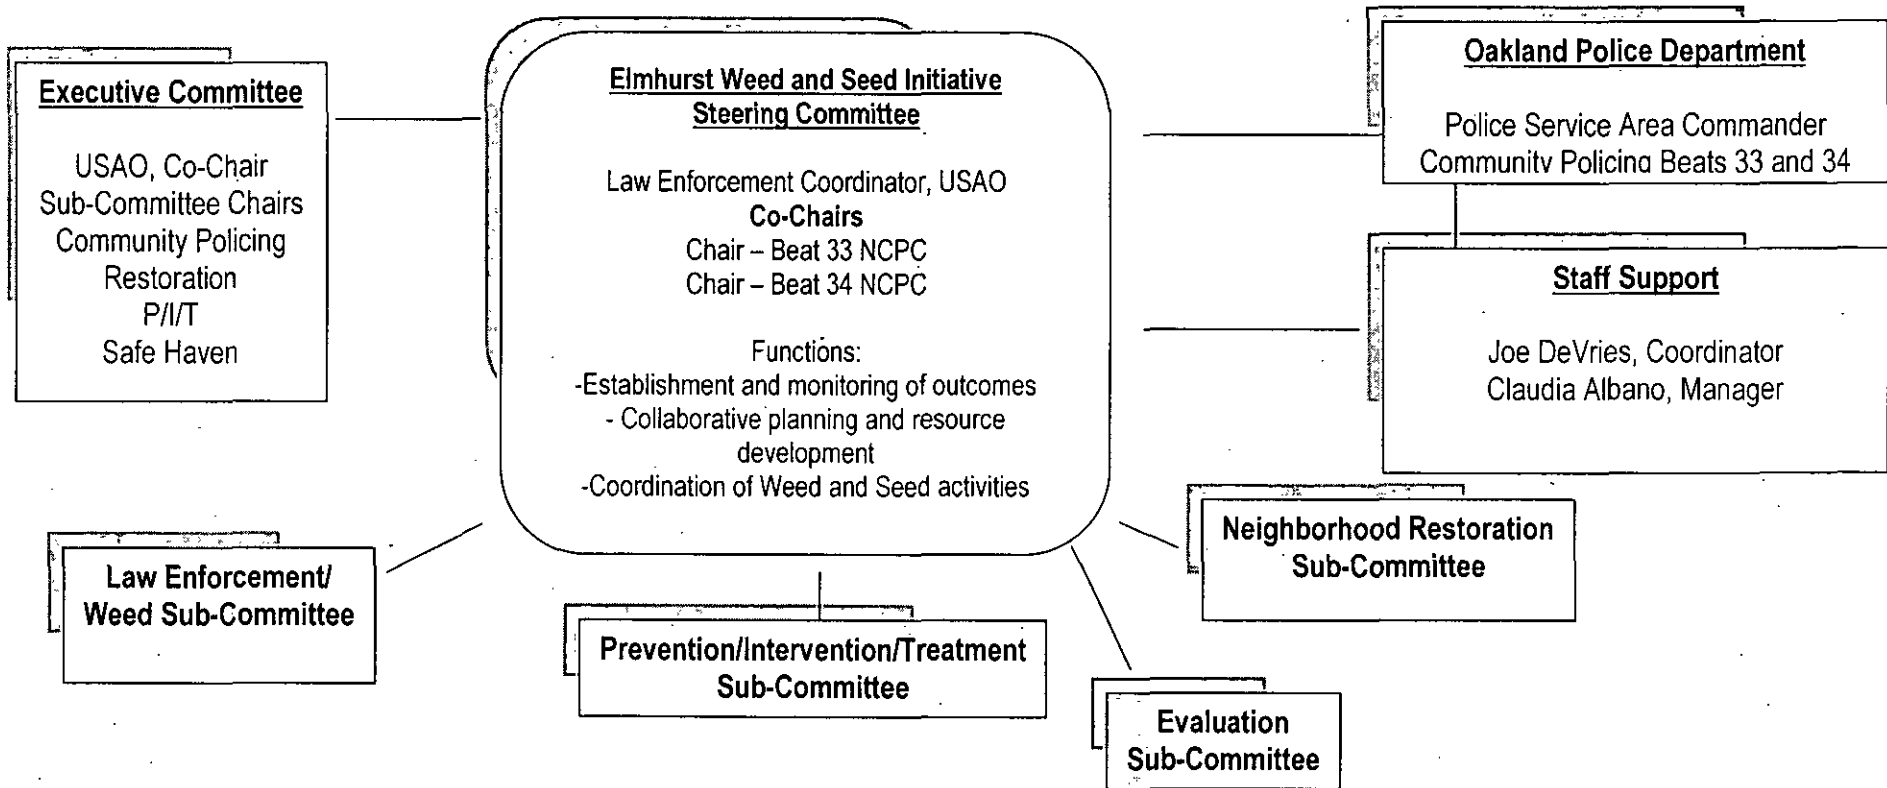 Executive Committee
USAO, Co-Chair
Sub-Committee Chairs
Community Policing
Restoration
P/I/T
Safe Haven
Elmhurst Weed and Seed Initiative
Steering Committee
Law Enforcement Coordinator, USAO
Co-Chairs
Chair – Beat 33 NCPC
Chair – Beat 34 NCPC
Functions:
-Establishment and monitoring of outcomes
- Collaborative planning and resource
development
-Coordination of Weed and Seed activities
Oakland Police Department
Police Service Area Commander
Community Policing Beats 33 and 34
Staff Support
Joe DeVries, Coordinator
Claudia Albano, Manager
Law Enforcement/
Weed Sub-Committee
Prevention/Intervention/Treatment
Sub-Committee
Evaluation
Sub-Committee
Neighborhood Restoration
Sub-Committee